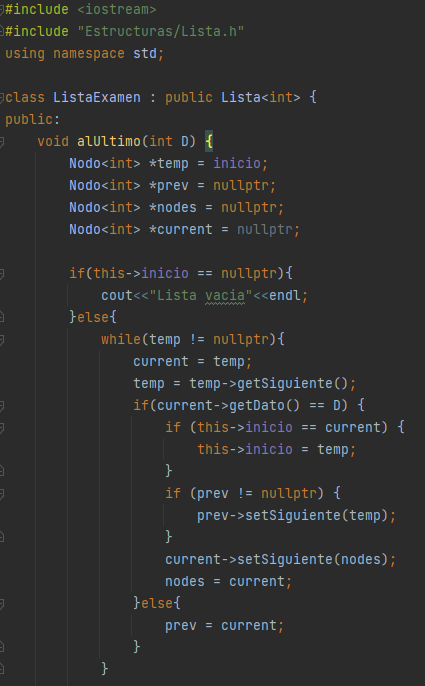 #include <iostream>
#include "Estructuras/Lista.h"
using namespace std;

class ListaExamen : public Lista<int> {
public:
    void alUltimo(int D) {
        Nodo<int> *temp = inicio;
        Nodo<int> *prev = nullptr;
        Nodo<int> *nodes = nullptr;
        Nodo<int> *current = nullptr;

        if(this->inicio == nullptr){
            cout<<"Lista vacia"<<endl;
        }else{
            while(temp != nullptr){
                current = temp;
                temp = temp->getSiguiente();
                if(current->getDato() == D) {
                    if (this->inicio == current) {
                        this->inicio = temp;
                    }
                    if (prev != nullptr) {
                        prev->setSiguiente(temp);
                    }
                    current->setSiguiente(nodes);
                    nodes = current;
                }else{
                    prev = current;
                }
            }